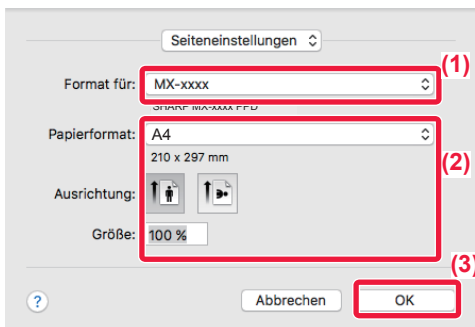 Seiteneinstellungen
(1)
Format für: MX-xxxx
SHARP MX-xxxx PPD
Papierformat: A4
210 x 297 mm
(2)
Ausrichtung:
Größe: 100 %
(3)
? Abbrechen OK